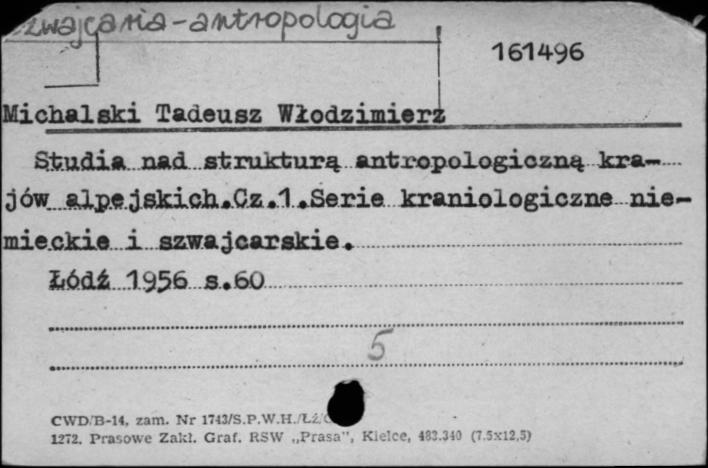 Szwajcaria - antropologia
161496
Michalski Tadeusz Włodzimierz
Studia nad strukturą antropologiczną kra-
jów alpejskich.Cz.1.Serie kraniologiczne nie-
mieckie i szwajcarskie.
Łódź 1956 s.60
5
CWD/B-14, zam. Nr 1743/S.P.W.H./Łź/
1272. Prasowe Zakł. Graf. RSW „Prasa", Kielce, 483.340 (7.5x12,5)